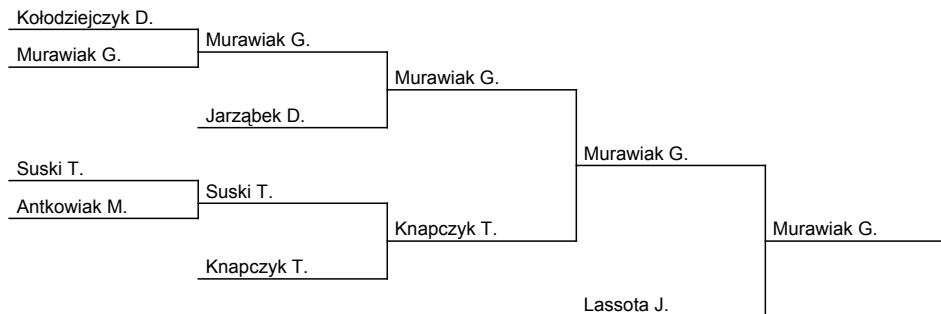 Kołodziejczyk D.
Murawiak G.
Murawiak G.
Murawiak G.
Jarząbek D.
Murawiak G.
Suski T.
Suski T.
Antkowiak M.
Knapczyk T.
Murawiak G.
Knapczyk T.
Lassota J.